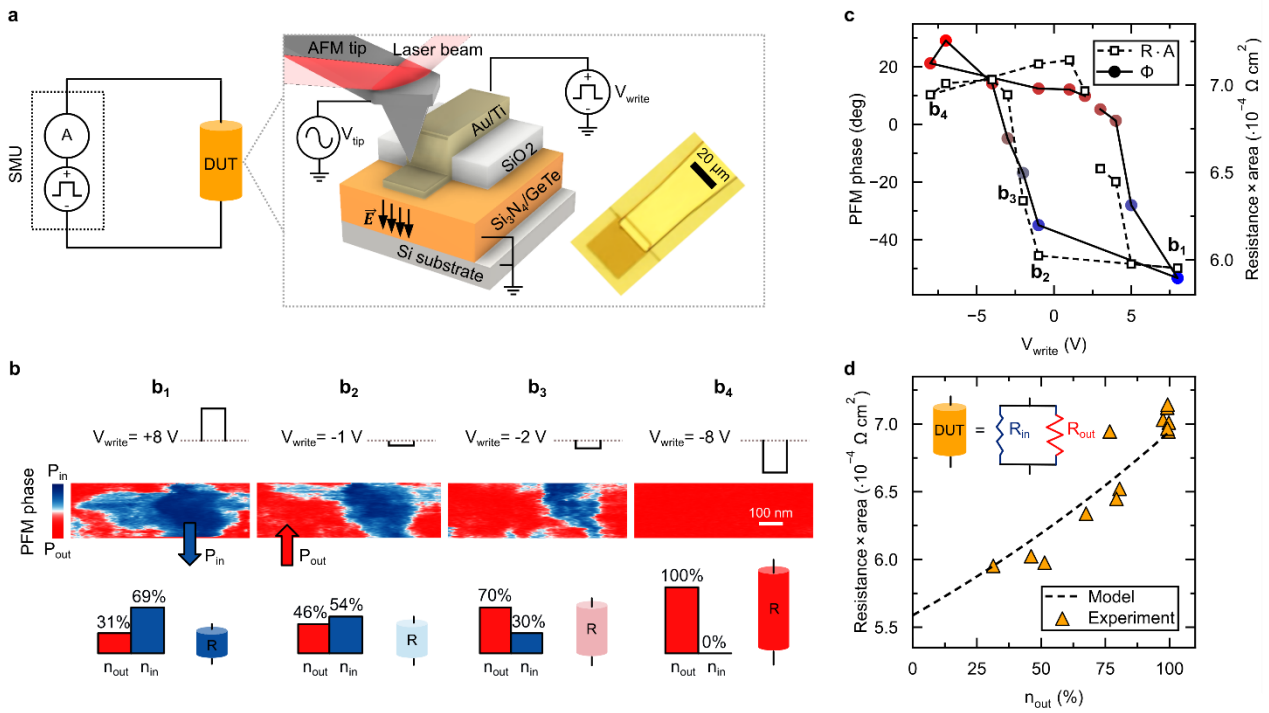 a
SMU
A
DUT
AFM tip
Laser beam
V_tip
V_write
Au/Ti
SiO2
Si₃N₄/GeTe
Si substrate
E
20 µm
b
b₁
b₂
b₃
b₄
V_write= +8 V
V_write= -1 V
V_write= -2 V
V_write= -8 V
PFM phase
P_in
P_out
100 nm
P_in
P_out
31%
69%
46%
54%
70%
30%
100%
0%
R
R
R
R
n_out n_in
n_out n_in
n_out n_in
n_out n_in
c
R · A
Φ
PFM phase (deg)
20
0
−20
−40
Resistance × area (·10⁻⁴ Ω cm²)
7.0
6.5
6.0
b₄
b₃
b₂
b₁
−5
0
5
V_write (V)
d
DUT
=
R_in
R_out
Resistance × area (·10⁻⁴ Ω cm²)
7.0
6.5
6.0
5.5
Model
Experiment
0
25
50
75
100
n_out (%)